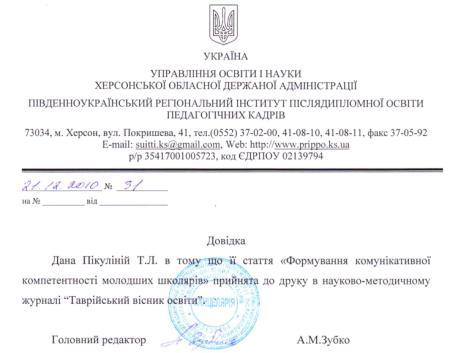 УКРАЇНА
УПРАВЛІННЯ ОСВІТИ І НАУКИ
ХЕРСОНСЬКОЇ ОБЛАСНОЇ ДЕРЖАНОЇ АДМІНІСТРАЦІЇ
ПІВДЕННОУКРАЇНСЬКИЙ РЕГІОНАЛЬНИЙ ІНСТИТУТ ПІСЛЯДИПЛОМНОЇ ОСВІТИ
ПЕДАГОГІЧНИХ КАДРІВ
73034, м. Херсон, вул. Покришева, 41, тел.(0552) 37-02-00, 41-08-10, 41-08-11, факс 37-05-92
E-mail: suitti.ks@gmail.com, Web: http://www.prippo.ks.ua
р/р 35417001005723, код ЄДРПОУ 02139794
21.12.2010 № 31
на № від
Довідка
Дана Пікуліній Т.Л. в тому що її стаття «Формування комунікативної
компетентності молодших школярів» прийнята до друку в науково-методичному
журналі “Таврійський вісник освіти”.
КАНЦЕЛЯРІЯ
Головний редактор А.М.Зубко